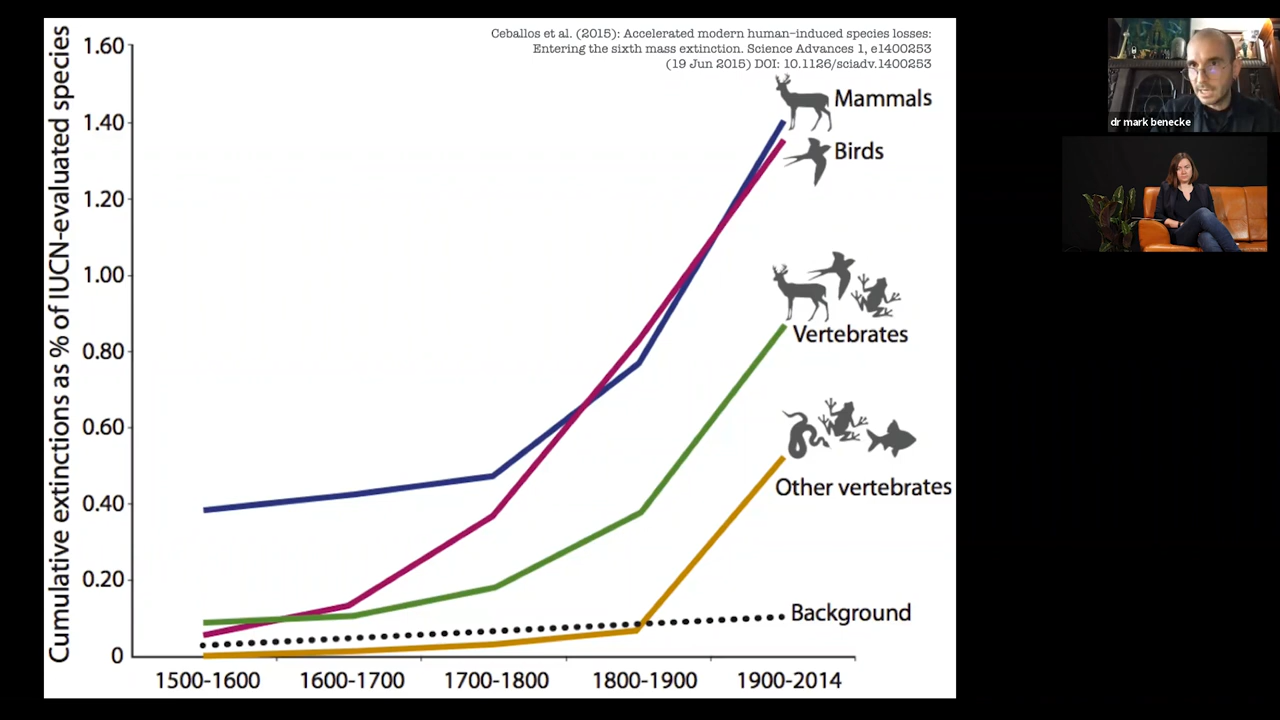 Ceballos et al. (2015): Accelerated modern human-induced species losses:
Entering the sixth mass extinction. Science Advances 1, e1400253
(19 Jun 2015) DOI: 10.1126/sciadv.1400253
Cumulative extinctions as % of IUCN-evaluated species
1.60
1.40
1.20
1.00
0.80
0.60
0.40
0.20
0
Mammals
Birds
Vertebrates
Other vertebrates
Background
1500-1600
1600-1700
1700-1800
1800-1900
1900-2014
dr mark benecke